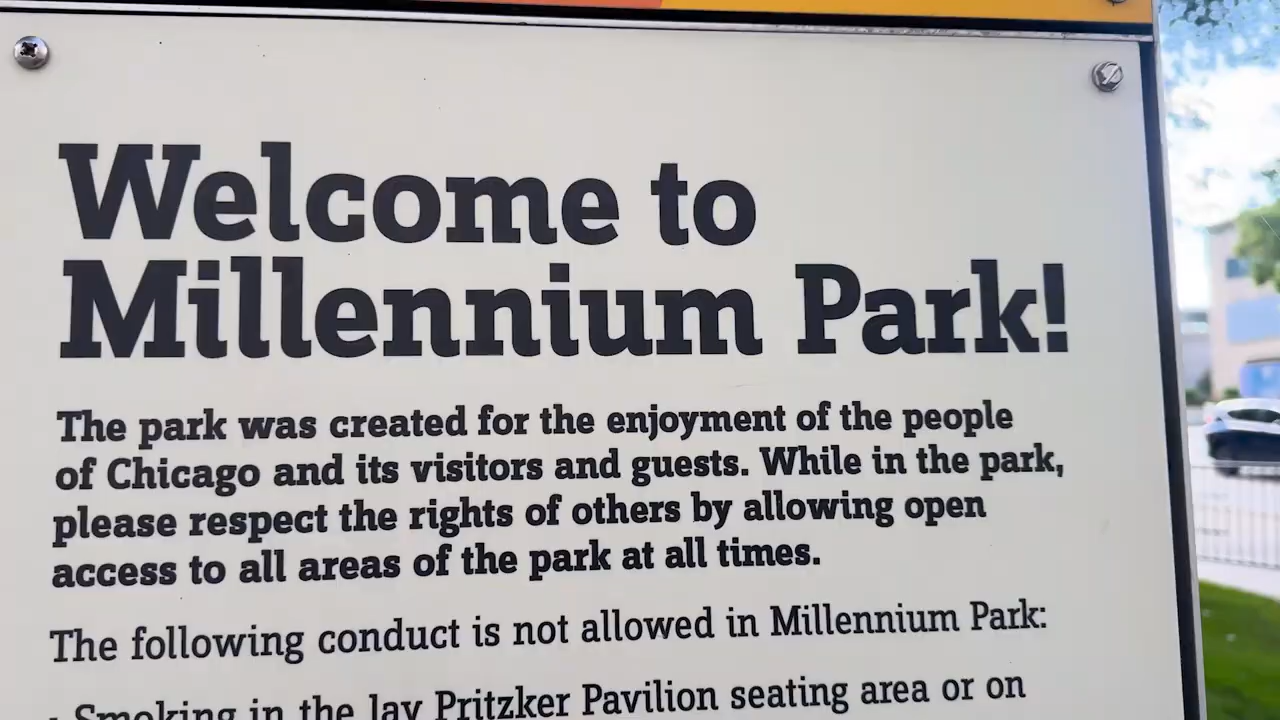 Welcome to
Millennium Park!
The park was created for the enjoyment of the people
of Chicago and its visitors and guests. While in the park,
please respect the rights of others by allowing open
access to all areas of the park at all times.
The following conduct is not allowed in Millennium Park:
· Smoking in the Jay Pritzker Pavilion seating area or on